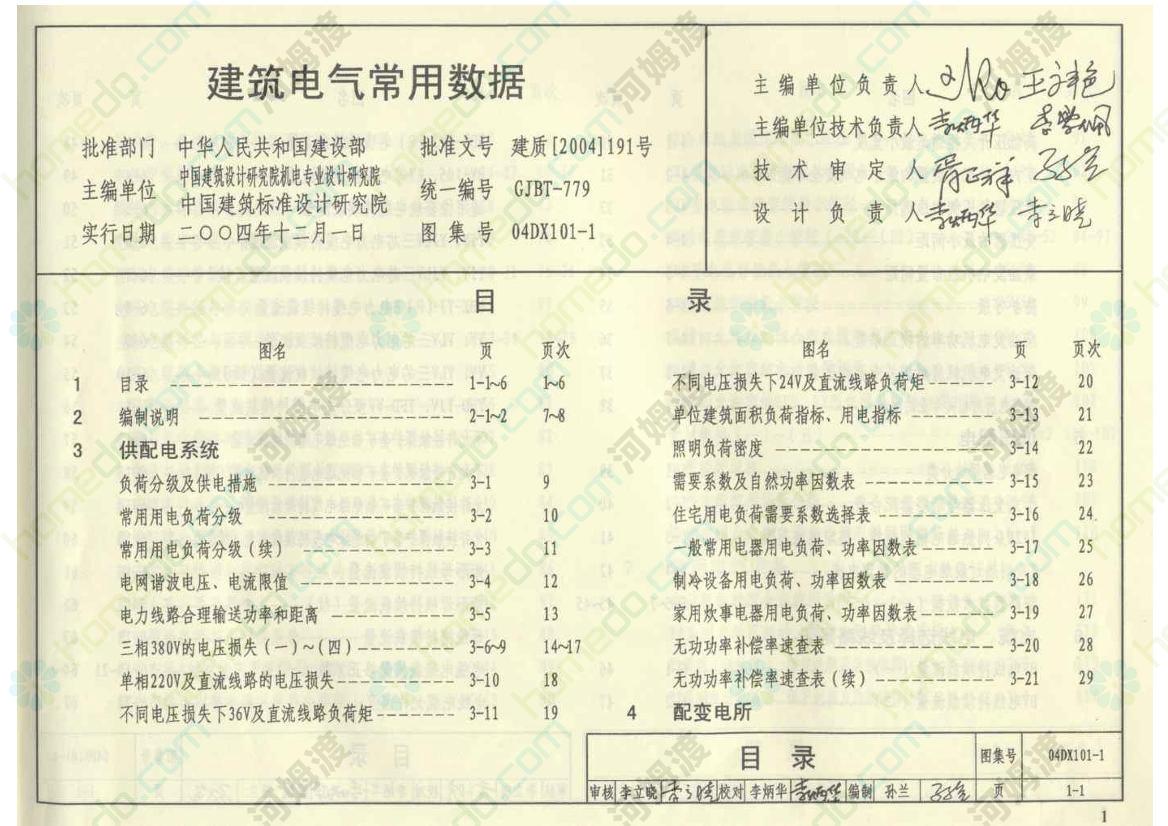 建筑电气常用数据
批准部门 中华人民共和国建设部 批准文号 建质[2004]191号
主编单位 中国建筑设计研究院机电专业设计研究院
中国建筑标准设计研究院 统一编号 GJBT-779
实行日期 二〇〇四年十二月一日 图集号 04DX101-1
主编单位负责人
主编单位技术负责人 李炳华
技术审定人
设计负责人 李炳华 李立晓
目 录
图名 页 页次
1 目录 1-1~6 1~6
2 编制说明 2-1~2 7~8
3 供配电系统
负荷分级及供电措施 3-1 9
常用用电负荷分级 3-2 10
常用用电负荷分级(续) 3-3 11
电网谐波电压、电流限值 3-4 12
电力线路合理输送功率和距离 3-5 13
三相380V的电压损失(一)~(四) 3-6~9 14~17
单相220V及直流线路的电压损失 3-10 18
不同电压损失下36V及直流线路负荷矩 3-11 19
图名 页 页次
不同电压损失下24V及直流线路负荷矩 3-12 20
单位建筑面积负荷指标、用电指标 3-13 21
照明负荷密度 3-14 22
需要系数及自然功率因数表 3-15 23
住宅用电负荷需要系数选择表 3-16 24
一般常用电器用电负荷、功率因数表 3-17 25
制冷设备用电负荷、功率因数表 3-18 26
家用炊事电器用电负荷、功率因数表 3-19 27
无功功率补偿率速查表 3-20 28
无功功率补偿率速查表(续) 3-21 29
4 配变电所
目 录 图集号 04DX101-1
审核 李立晓 李立晓 校对 李炳华 李炳华 编制 孙兰 孙兰 页 1-1
1
河姆渡
homedo.com